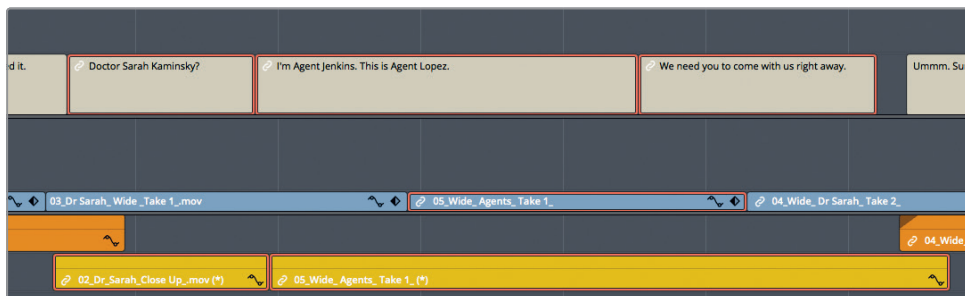 d it.
Doctor Sarah Kaminsky?
I'm Agent Jenkins. This is Agent Lopez.
We need you to come with us right away.
Ummm. Su
03_Dr Sarah_ Wide _Take 1_.mov
05_Wide_ Agents_ Take 1_
04_Wide_ Dr Sarah_ Take 2_
04_Wide_
02_Dr_Sarah_Close Up_.mov (*)
05_Wide_ Agents_ Take 1_ (*)